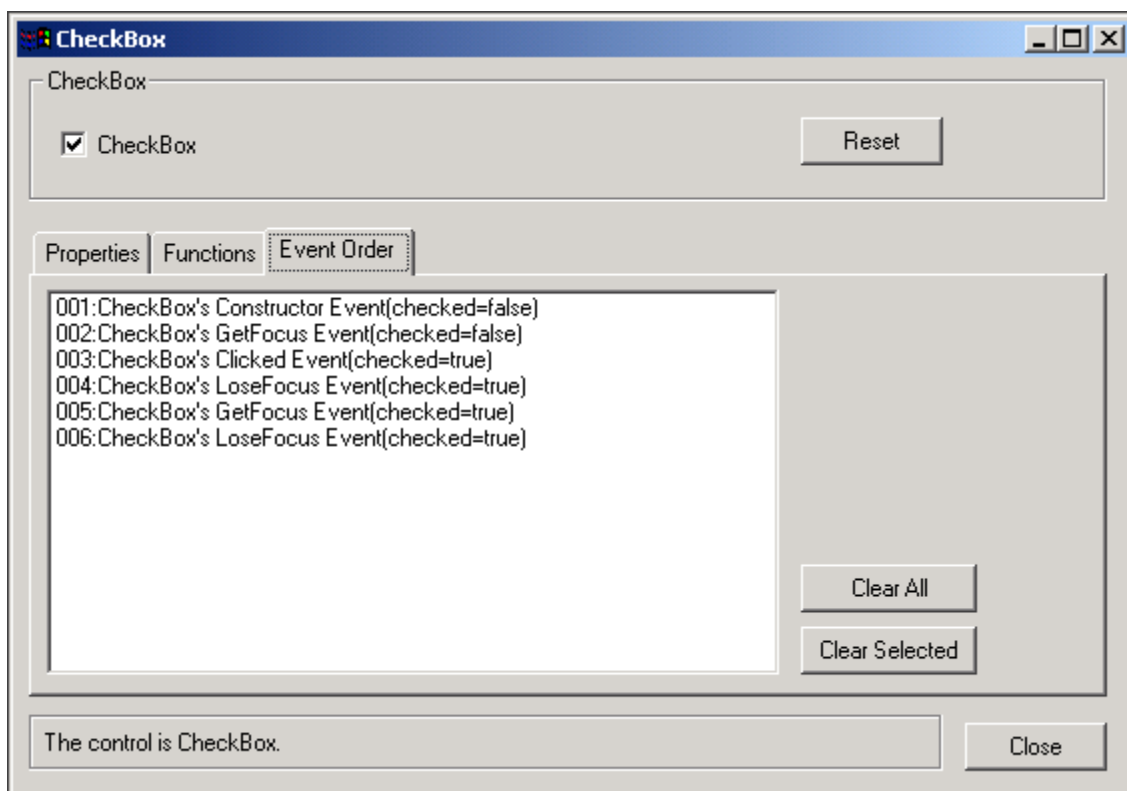 CheckBox
CheckBox
CheckBox
Reset
Properties Functions Event Order
001:CheckBox's Constructor Event(checked=false)
002:CheckBox's GetFocus Event(checked=false)
003:CheckBox's Clicked Event(checked=true)
004:CheckBox's LoseFocus Event(checked=true)
005:CheckBox's GetFocus Event(checked=true)
006:CheckBox's LoseFocus Event(checked=true)
Clear All
Clear Selected
The control is CheckBox.
Close